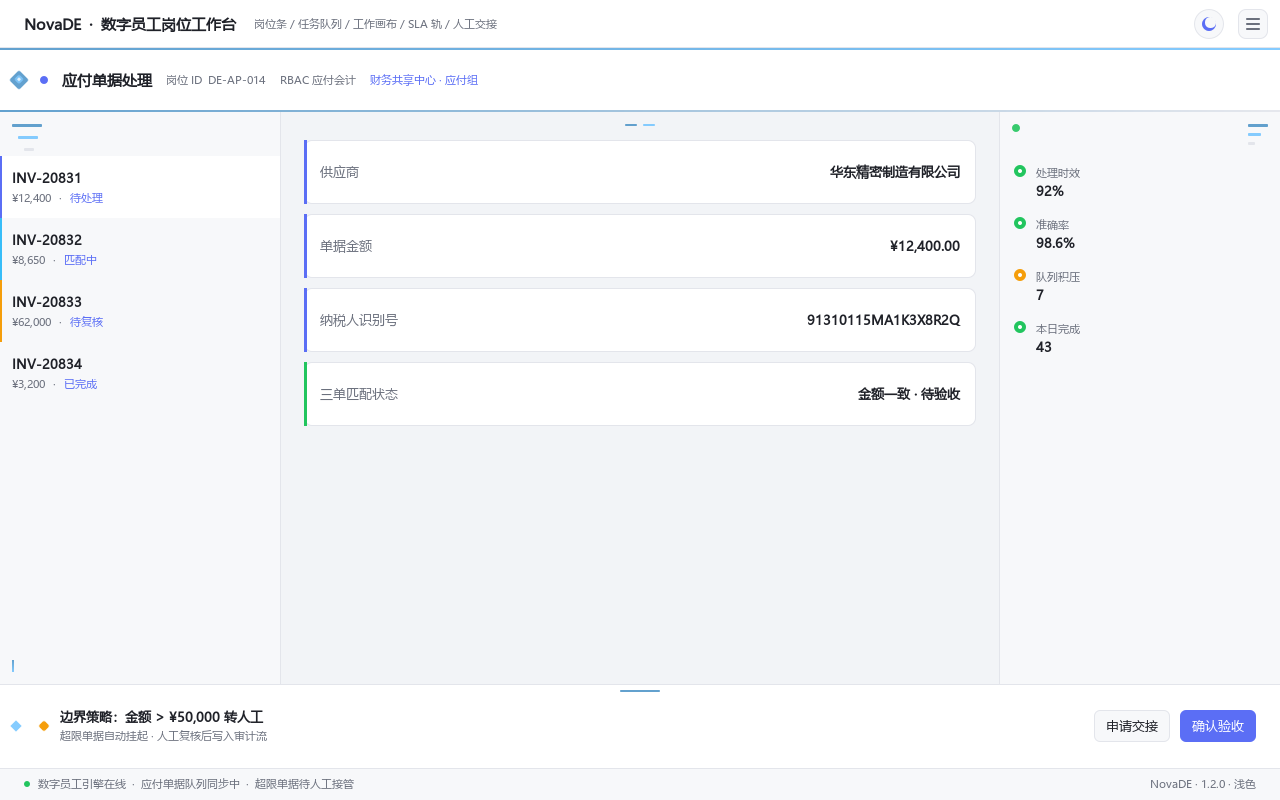 NovaDE · 数字员工岗位工作台
岗位条 / 任务队列 / 工作画布 / SLA 轨 / 人工交接
应付单据处理
岗位 ID DE-AP-014
RBAC 应付会计
财务共享中心 · 应付组
INV-20831
¥12,400 · 待处理
INV-20832
¥8,650 · 匹配中
INV-20833
¥62,000 · 待复核
INV-20834
¥3,200 · 已完成
供应商
华东精密制造有限公司
单据金额
¥12,400.00
纳税人识别号
91310115MA1K3X8R2Q
三单匹配状态
金额一致 · 待验收
处理时效
92%
准确率
98.6%
队列积压
7
本日完成
43
边界策略：金额 > ¥50,000 转人工
超限单据自动挂起 · 人工复核后写入审计流
申请交接
确认验收
数字员工引擎在线 · 应付单据队列同步中 · 超限单据待人工接管
NovaDE · 1.2.0 · 浅色